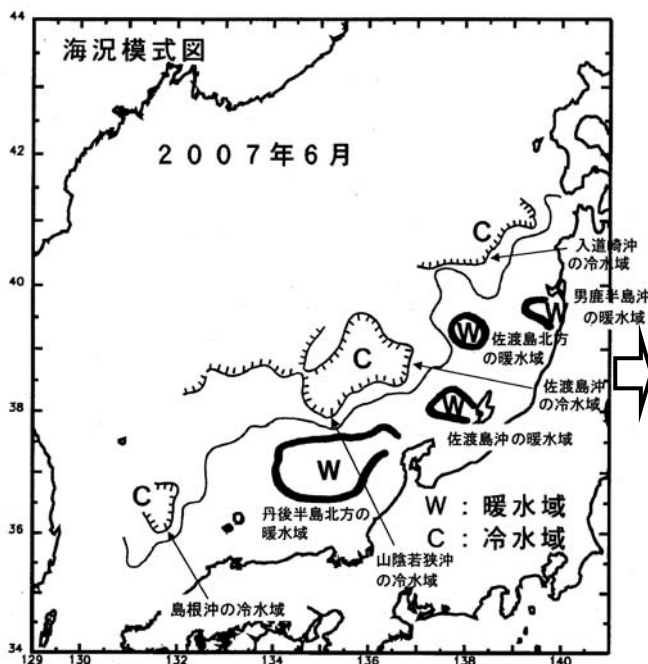 44
海況模式図
2007年6月
42
C
入道崎沖
の冷水域
40
男鹿半島沖
の暖水域
W
W
佐渡島北方
の暖水域
C
佐渡島沖
の冷水域
38
W
佐渡島沖の暖水域
W
C
W:暖水域
C:冷水域
丹後半島北方の
暖水域
36
山陰若狭沖
の冷水域
島根沖の冷水域
34
129 130 132 134 136 138 140